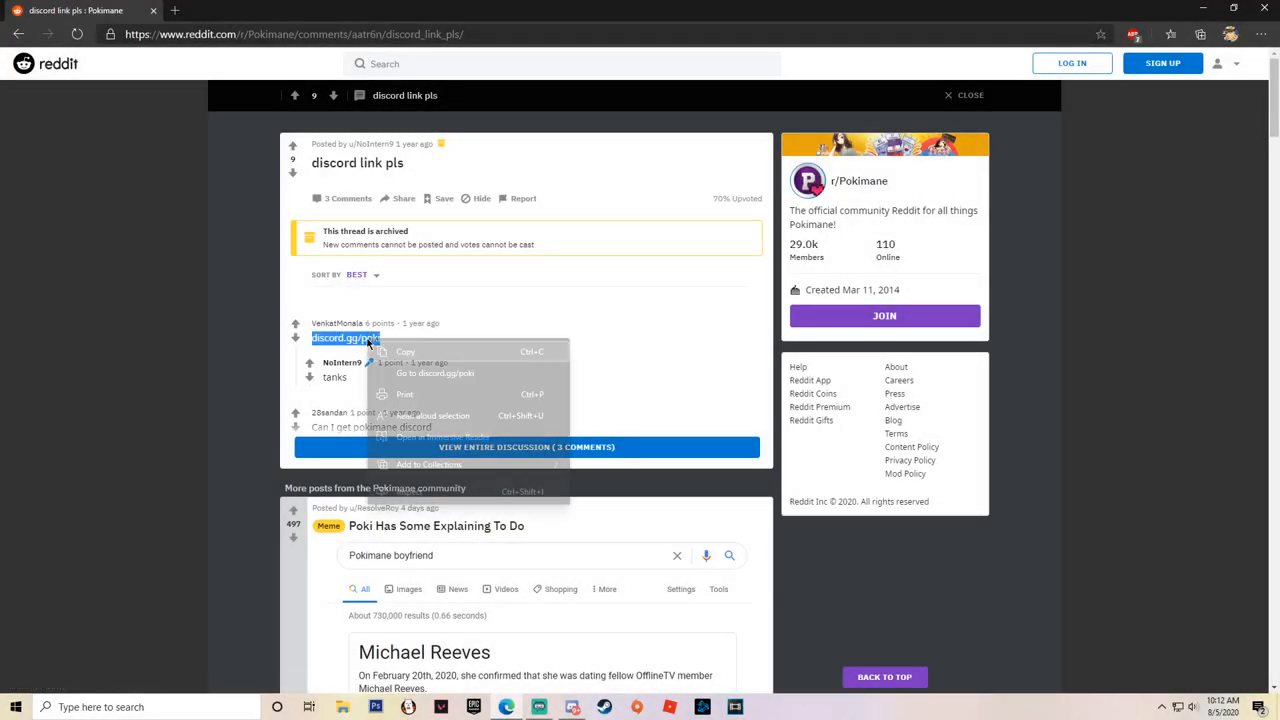 discord link pls : Pokimane
https://www.reddit.com/r/Pokimane/comments/aatr6n/discord_link_pls/
reddit
Search
LOG IN
SIGN UP
9
discord link pls
CLOSE
Posted by u/NoIntern9 1 year ago
9
discord link pls
3 Comments
Share
Save
Hide
Report
70% Upvoted
This thread is archived
New comments cannot be posted and votes cannot be cast
SORT BY BEST
VenkatMonala 6 points · 1 year ago
discord.gg/poki
NoIntern9 1 point · 1 year ago
tanks
28sandan 1 point · 1 year ago
Can I get pokimane discord
VIEW ENTIRE DISCUSSION ( 3 COMMENTS)
Copy Ctrl+C
Go to discord.gg/poki
Print Ctrl+P
Read aloud selection Ctrl+Shift+U
Open in Immersive Reader
Add to Collections
Inspect Ctrl+Shift+I
More posts from the Pokimane community
497
Posted by u/ResolveRoy 4 days ago
Meme Poki Has Some Explaining To Do
Pokimane boyfriend
All Images News Videos Shopping More Settings Tools
About 730,000 results (0.66 seconds)
Michael Reeves
On February 20th, 2020, she confirmed that she was dating fellow OfflineTV member
Michael Reeves.
r/Pokimane
The official community Reddit for all things
Pokimane!
29.0k 110
Members Online
Created Mar 11, 2014
JOIN
Help About
Reddit App Careers
Reddit Coins Press
Reddit Premium Advertise
Reddit Gifts Blog
Terms
Content Policy
Privacy Policy
Mod Policy
Reddit Inc © 2020. All rights reserved
BACK TO TOP
Type here to search
10:12 AM
8/5/2020